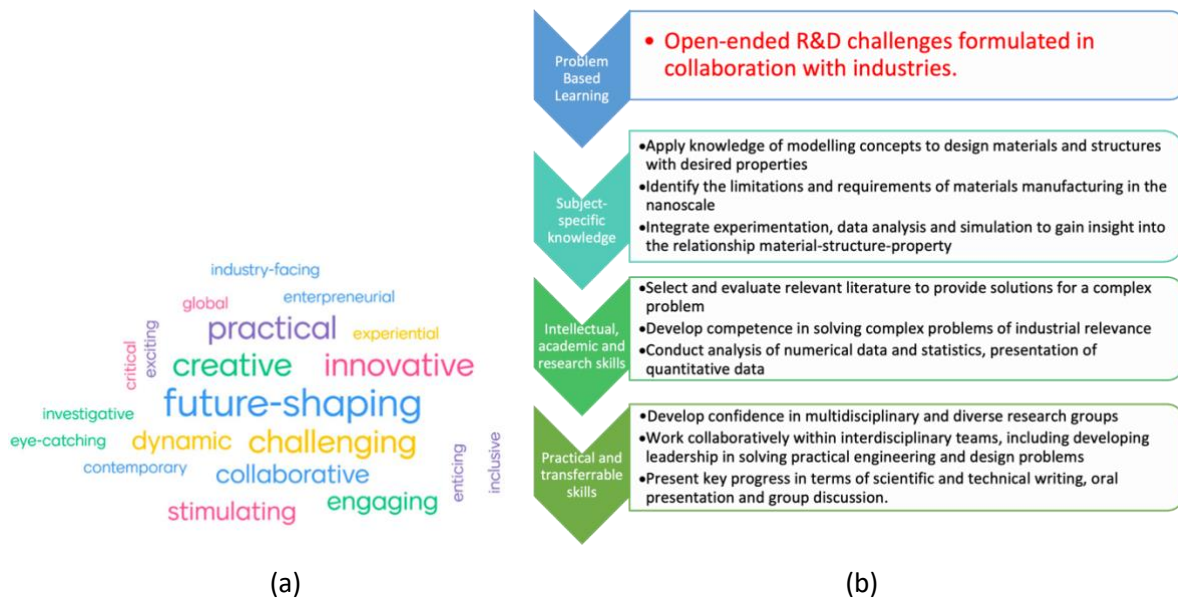 industry-facing
global
enterpreneurial
critical
exciting
practical
experiential
creative
innovative
future-shaping
investigative
eye-catching
dynamic
challenging
contemporary
collaborative
enticing
inclusive
stimulating
engaging
(a)
Problem
Based
Learning
• Open-ended R&D challenges formulated in
collaboration with industries.
Subject-
specific
knowledge
•Apply knowledge of modelling concepts to design materials and structures
with desired properties
•Identify the limitations and requirements of materials manufacturing in the
nanoscale
•Integrate experimentation, data analysis and simulation to gain insight into
the relationship material-structure-property
Intellectual,
academic and
research skills
•Select and evaluate relevant literature to provide solutions for a complex
problem
•Develop competence in solving complex problems of industrial relevance
•Conduct analysis of numerical data and statistics, presentation of
quantitative data
Practical and
transferrable
skills
•Develop confidence in multidisciplinary and diverse research groups
•Work collaboratively within interdisciplinary teams, including developing
leadership in solving practical engineering and design problems
•Present key progress in terms of scientific and technical writing, oral
presentation and group discussion.
(b)